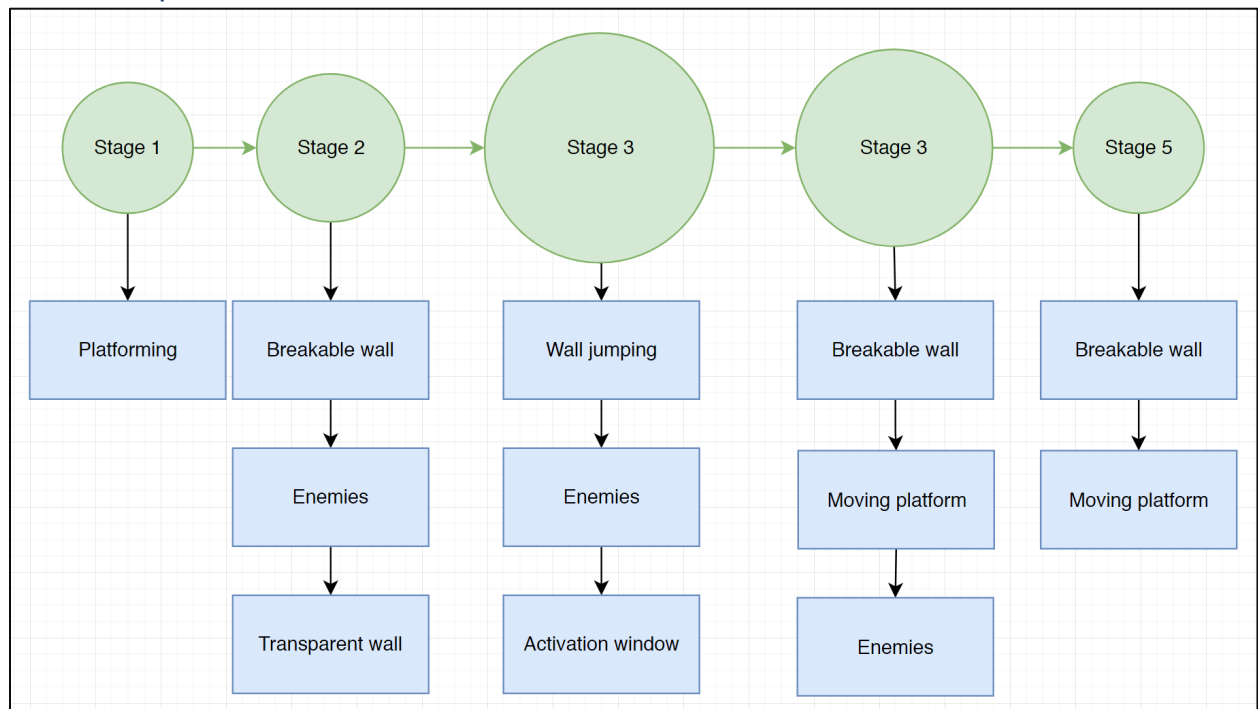 Stage 1
Stage 2
Stage 3
Stage 3
Stage 5
Platforming
Breakable wall
Wall jumping
Breakable wall
Breakable wall
Enemies
Enemies
Moving platform
Moving platform
Transparent wall
Activation window
Enemies